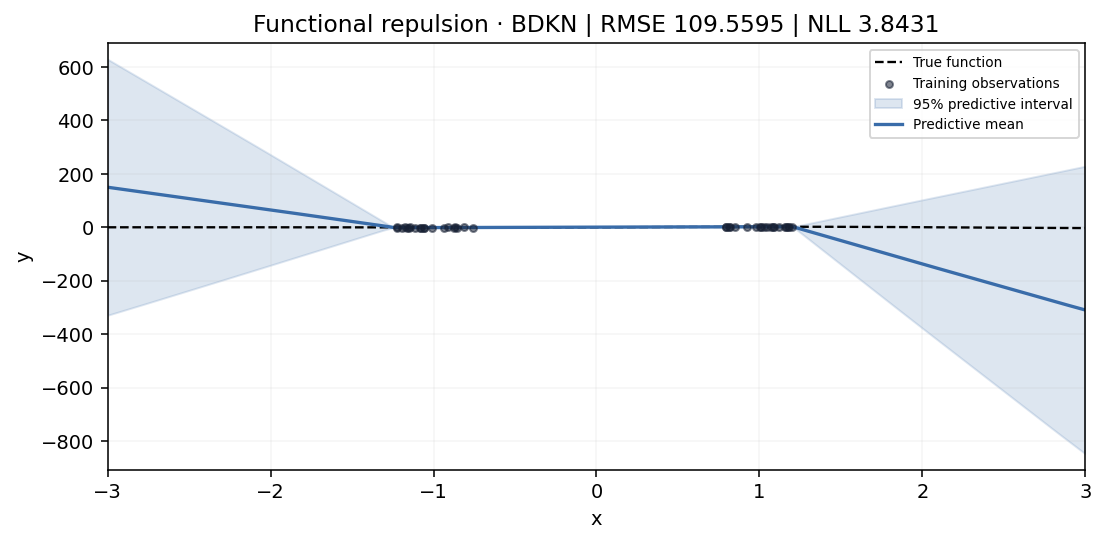 Functional repulsion · BDKN | RMSE 109.5595 | NLL 3.8431
True function
Training observations
95% predictive interval
Predictive mean
600
400
200
0
−200
−400
−600
−800
y
−3
−2
−1
0
1
2
3
x